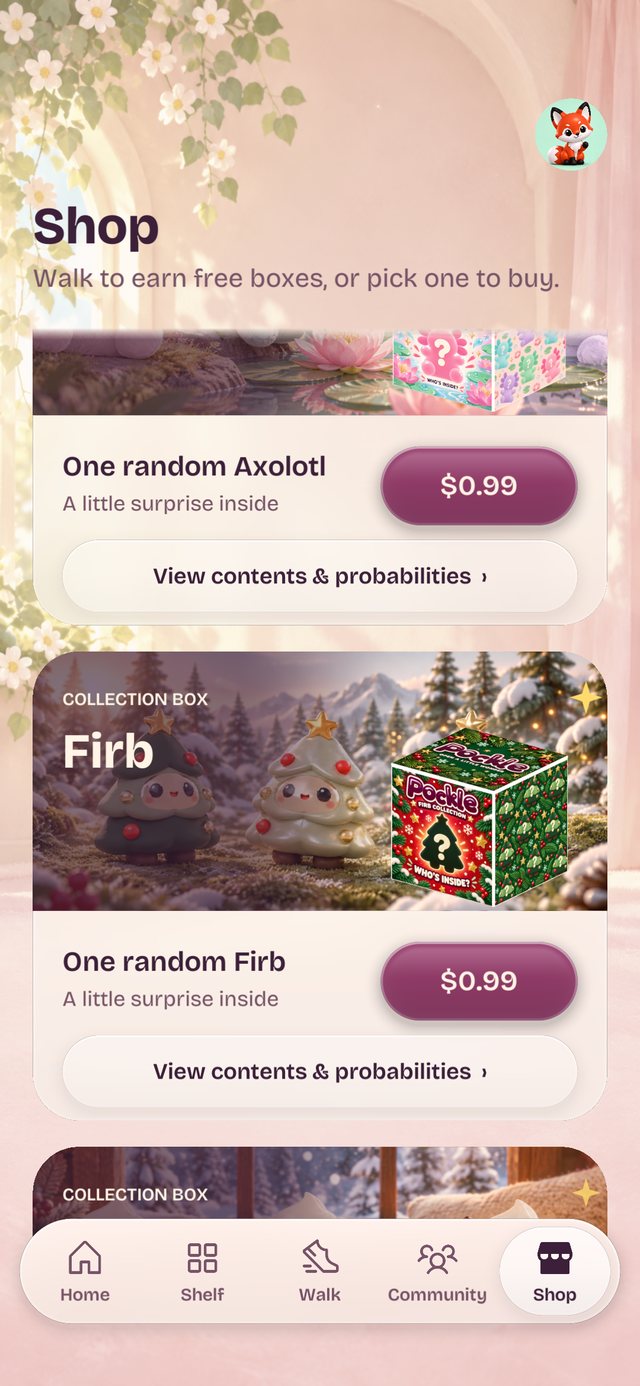 Shop
Walk to earn free boxes, or pick one to buy.
?
WHO'S INSIDE?
One random Axolotl
$0.99
A little surprise inside
View contents & probabilities ›
COLLECTION BOX
Firb
Pockle
Pockle
FIRB COLLECTION
?
WHO'S INSIDE?
One random Firb
$0.99
A little surprise inside
View contents & probabilities ›
COLLECTION BOX
Home
Shelf
Walk
Community
Shop